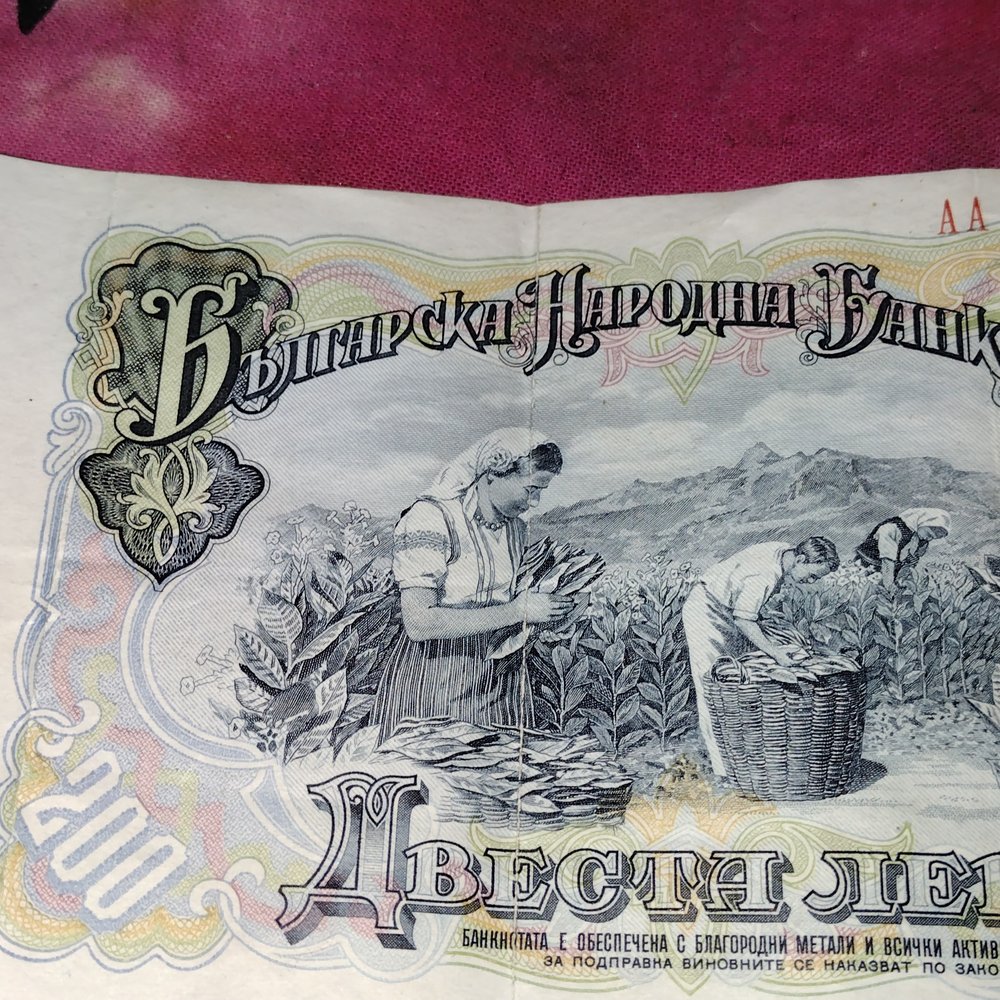 АА
БЪЛГАРСКА НАРОДНА БАНК
200
ДВЕСТА ЛЕ
БАНКНОТАТА Е ОБЕСПЕЧЕНА С БЛАГОРОДНИ МЕТАЛИ И ВСИЧКИ АКТИВ
ЗА ПОДПРАВКА ВИНОВНИТЕ СЕ НАКАЗВАТ ПО ЗАКО